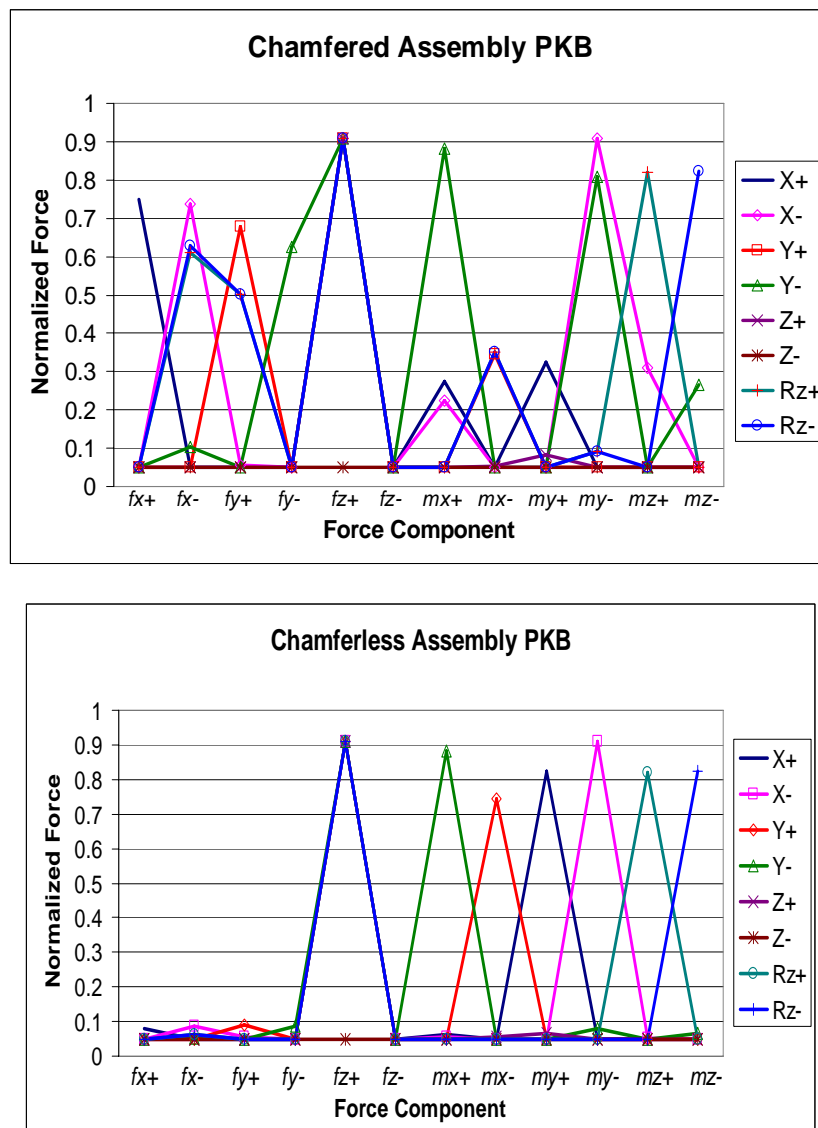 Chamfered Assembly PKB
Normalized Force
1
0.9
0.8
0.7
0.6
0.5
0.4
0.3
0.2
0.1
0
fx+ fx- fy+ fy- fz+ fz- mx+ mx- my+ my- mz+ mz-
Force Component
X+
X-
Y+
Y-
Z+
Z-
Rz+
Rz-
Chamferless Assembly PKB
Normalized Force
1
0.9
0.8
0.7
0.6
0.5
0.4
0.3
0.2
0.1
0
fx+ fx- fy+ fy- fz+ fz- mx+ mx- my+ my- mz+ mz-
Force Component
X+
X-
Y+
Y-
Z+
Z-
Rz+
Rz-